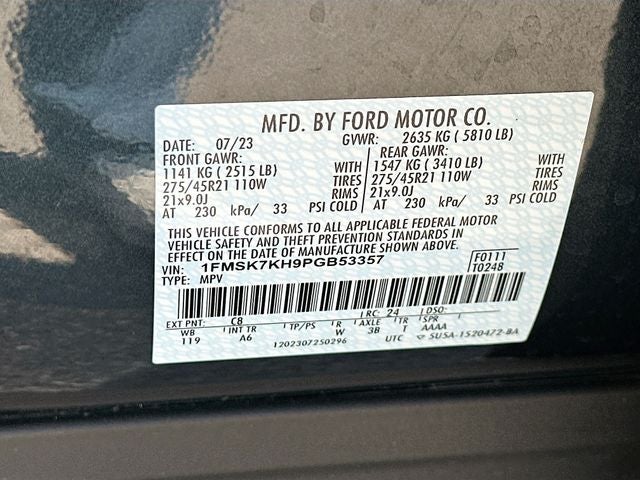 MFD. BY FORD MOTOR CO.
DATE: 07/23 GVWR: 2635 KG ( 5810 LB)
FRONT GAWR: REAR GAWR:
1141 KG ( 2515 LB) WITH 1547 KG ( 3410 LB) WITH
275/45R21 110W TIRES 275/45R21 110W TIRES
21x9.0J RIMS 21x9.0J RIMS
AT 230 kPa/ 33 PSI COLD AT 230 kPa/ 33 PSI COLD
THIS VEHICLE CONFORMS TO ALL APPLICABLE FEDERAL MOTOR
VEHICLE SAFETY AND THEFT PREVENTION STANDARDS IN
EFFECT ON THE DATE OF MANUFACTURE SHOWN ABOVE.
VIN: 1FMSK7KH9PGB53357 F0111
TYPE: MPV T0248
EXT PNT: C8 RC: 24 DSO:
WB INT TR TP/PS R AXLE TR SPR
119 A6 W 3B T AAAA
1202307250296 UTC SU5A-1520472-BA